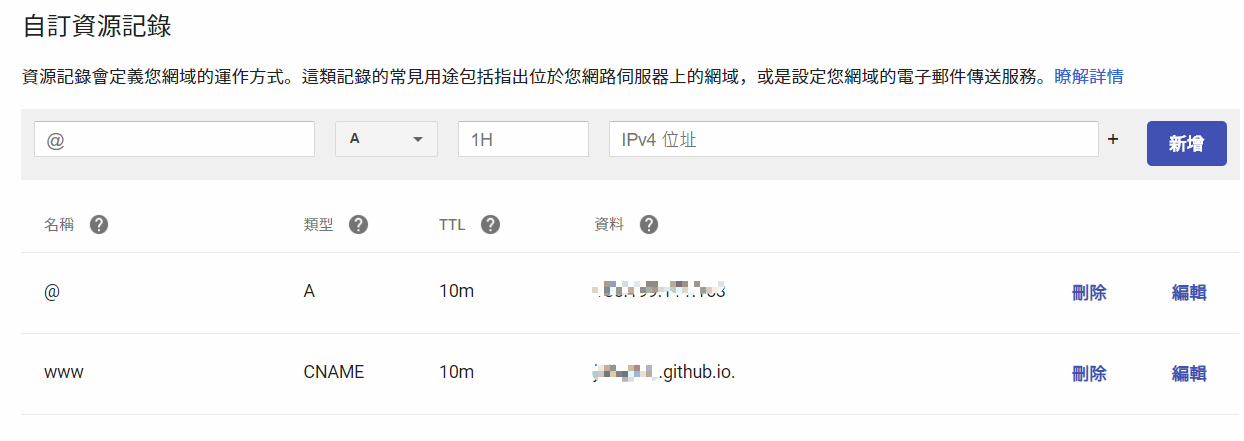 自訂資源記錄
資源記錄會定義您網域的運作方式。這類記錄的常見用途包括指出位於您網路伺服器上的網域，或是設定您網域的電子郵件傳送服務。瞭解詳情
@ A 1H IPv4 位址 + 新增
名稱 ? 類型 ? TTL ? 資料 ?
@ A 10m 刪除 編輯
www CNAME 10m .github.io. 刪除 編輯